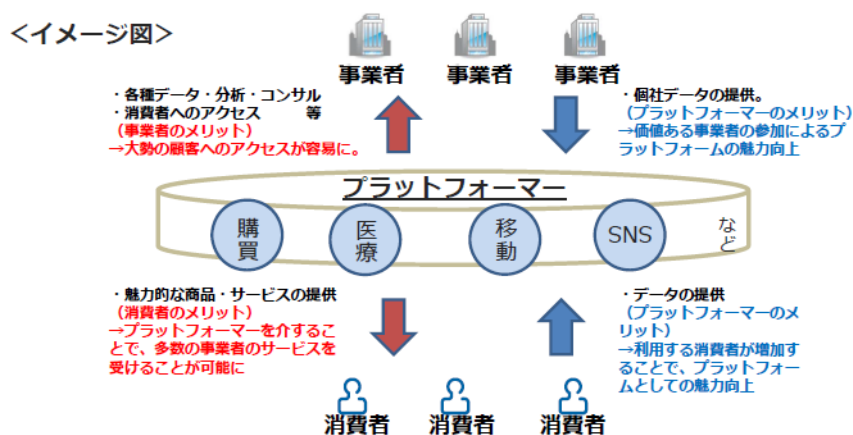 ＜イメージ図＞
事業者
事業者
事業者
・各種データ・分析・コンサル
・消費者へのアクセス　　等
（事業者のメリット）
→大勢の顧客へのアクセスが容易に。
・個社データの提供。
（プラットフォーマーのメリット）
→価値ある事業者の参加によるプ
ラットフォームの魅力向上
プラットフォーマー
購買
医療
移動
SNS
など
・魅力的な商品・サービスの提供
（消費者のメリット）
→プラットフォーマーを介するこ
とで、多数の事業者のサービスを
受けることが可能に
・データの提供
（プラットフォーマーのメ
リット）
→利用する消費者が増加す
ることで、プラットフォー
ムとしての魅力向上
消費者
消費者
消費者